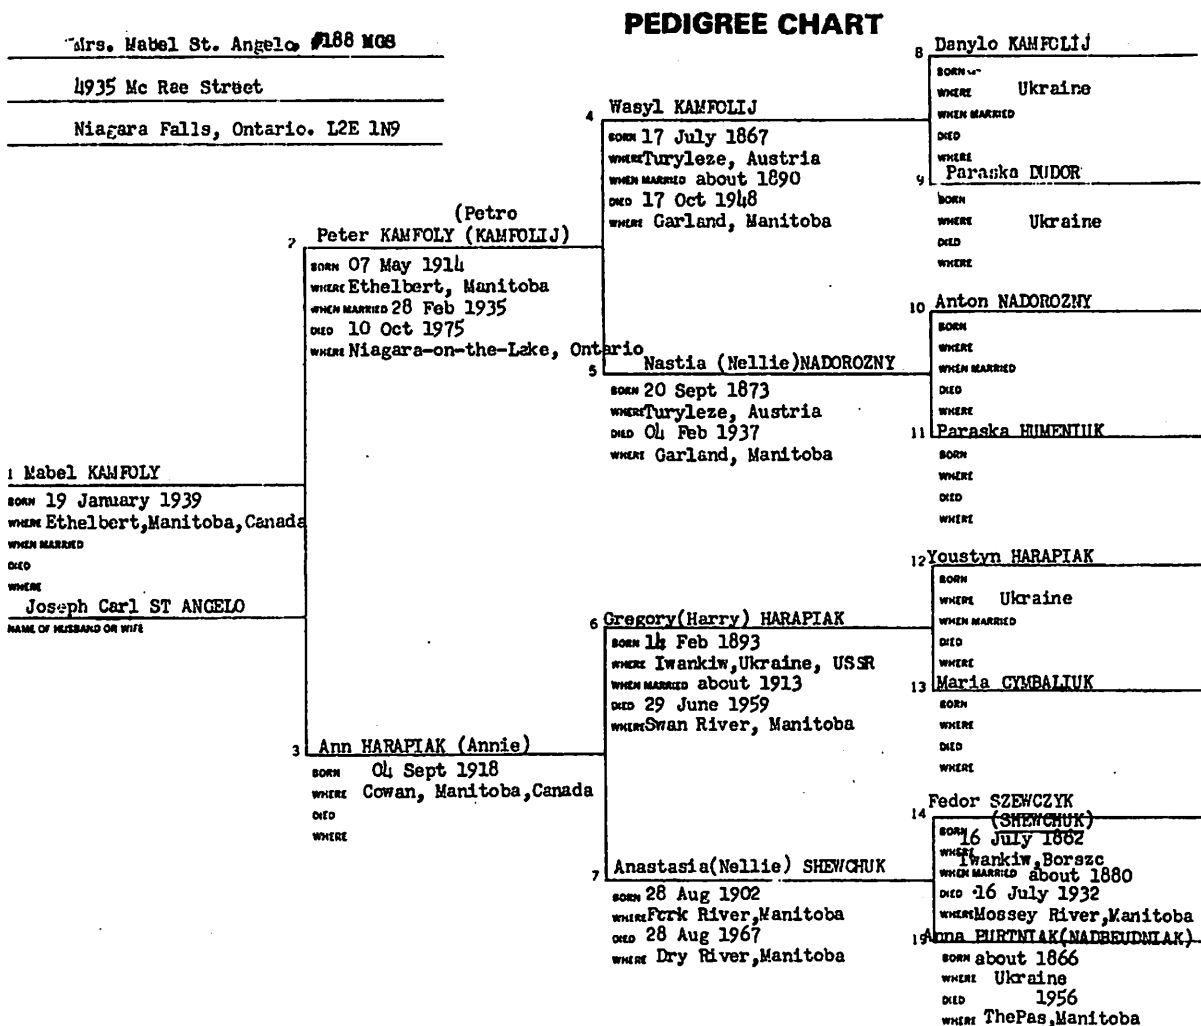 PEDIGREE CHART
Mrs. Mabel St. Angelo #188 MGS
4935 Mc Rae Street
Niagara Falls, Ontario. L2E 1N9
1 Mabel KAMFOLY
BORN 19 January 1939
WHERE Ethelbert,Manitoba,Canada
WHEN MARRIED
DIED
WHERE
Joseph Carl ST ANGELO
NAME OF HUSBAND OR WIFE
(Petro
2 Peter KAMFOLY (KAMFOLIJ)
BORN 07 May 1914
WHERE Ethelbert, Manitoba
WHEN MARRIED 28 Feb 1935
DIED 10 Oct 1975
WHERE Niagara-on-the-Lake, Ontario
3 Ann HARAPIAK (Annie)
BORN 04 Sept 1918
WHERE Cowan, Manitoba,Canada
DIED
WHERE
4 Wasyl KAMFOLIJ
BORN 17 July 1867
WHERE Turyleze, Austria
WHEN MARRIED about 1890
DIED 17 Oct 1948
WHERE Garland, Manitoba
5 Nastia (Nellie)NADOROZNY
BORN 20 Sept 1873
WHERE Turyleze, Austria
DIED 04 Feb 1937
WHERE Garland, Manitoba
6 Gregory(Harry) HARAPIAK
BORN 14 Feb 1893
WHERE Iwankiw,Ukraine, USSR
WHEN MARRIED about 1913
DIED 29 June 1959
WHERE Swan River, Manitoba
7 Anastasia(Nellie) SHEWCHUK
BORN 28 Aug 1902
WHERE Fork River,Manitoba
DIED 28 Aug 1967
WHERE Dry River,Manitoba
8 Danylo KAMFOLIJ
BORN
WHERE Ukraine
WHEN MARRIED
DIED
WHERE
9 Paraska DUDOR
BORN
WHERE Ukraine
DIED
WHERE
10 Anton NADOROZNY
BORN
WHERE
WHEN MARRIED
DIED
WHERE
11 Paraska HUMENIUK
BORN
WHERE
DIED
WHERE
12 Youstyn HARAPIAK
BORN
WHERE Ukraine
WHEN MARRIED
DIED
WHERE
13 Maria CYMBALIUK
BORN
WHERE
DIED
WHERE
14 Fedor SZEWCZYK
(SHEWCHUK)
BORN 16 July 1862
WHERE Iwankiw,Borszc
WHEN MARRIED about 1880
DIED 16 July 1932
WHERE Mossey River,Manitoba
15 Anna PURTNIAK(NADBEUDNIAK)
BORN about 1866
WHERE Ukraine
DIED 1956
WHERE ThePas,Manitoba